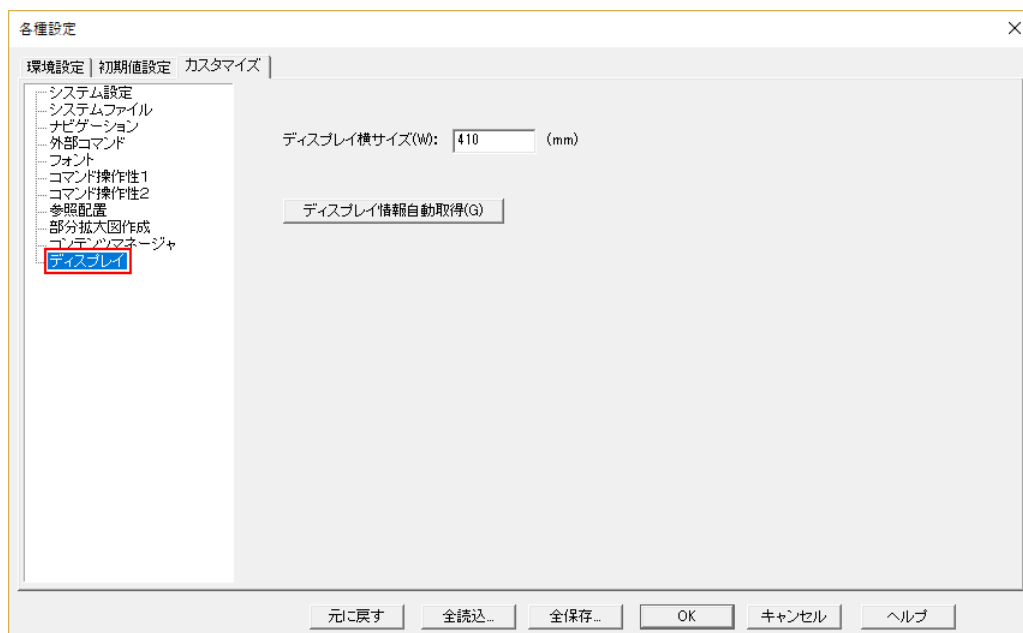 各種設定
環境設定 初期値設定 カスタマイズ
システム設定
システムファイル
ナビゲーション
外部コマンド
フォント
コマンド操作性1
コマンド操作性2
参照配置
部分拡大図作成
コンテンツマネージャ
ディスプレイ
ディスプレイ横サイズ(W): 410 (mm)
ディスプレイ情報自動取得(G)
元に戻す 全読込... 全保存... OK キャンセル ヘルプ